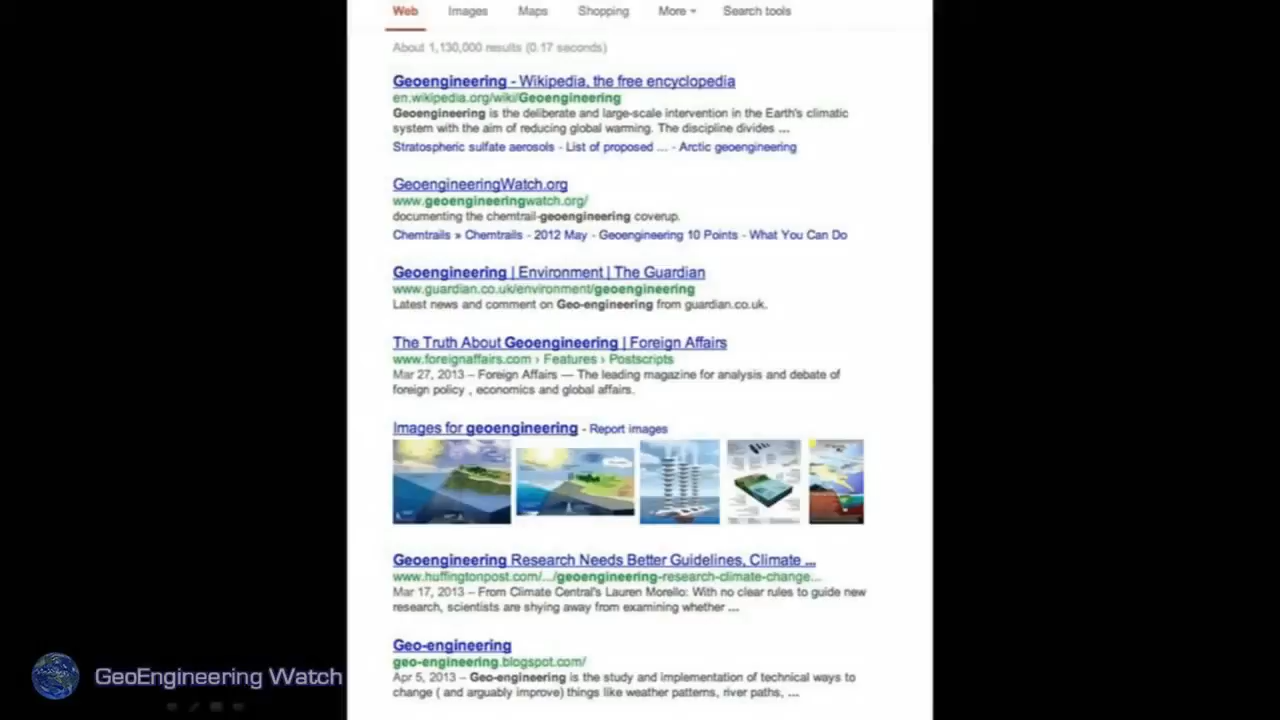 Web Images Maps Shopping More Search tools
About 1,130,000 results (0.17 seconds)
Geoengineering - Wikipedia, the free encyclopedia
en.wikipedia.org/wiki/Geoengineering
Geoengineering is the deliberate and large-scale intervention in the Earth's climatic
system with the aim of reducing global warming. The discipline divides ...
Stratospheric sulfate aerosols - List of proposed ... - Arctic geoengineering
GeoengineeringWatch.org
www.geoengineeringwatch.org/
documenting the chemtrail-geoengineering coverup.
Chemtrails » Chemtrails - 2012 May - Geoengineering 10 Points - What You Can Do
Geoengineering | Environment | The Guardian
www.guardian.co.uk/environment/geoengineering
Latest news and comment on Geo-engineering from guardian.co.uk.
The Truth About Geoengineering | Foreign Affairs
www.foreignaffairs.com › Features › Postscripts
Mar 27, 2013 – Foreign Affairs — The leading magazine for analysis and debate of
foreign policy , economics and global affairs.
Images for geoengineering - Report images
Geoengineering Research Needs Better Guidelines, Climate ...
www.huffingtonpost.com/.../geoengineering-research-climate-change...
Mar 17, 2013 – From Climate Central's Lauren Morello: With no clear rules to guide new
research, scientists are shying away from examining whether ...
Geo-engineering
geo-engineering.blogspot.com/
Apr 5, 2013 – Geo-engineering is the study and implementation of technical ways to
change ( and arguably improve) things like weather patterns, river paths, ...
GeoEngineering Watch